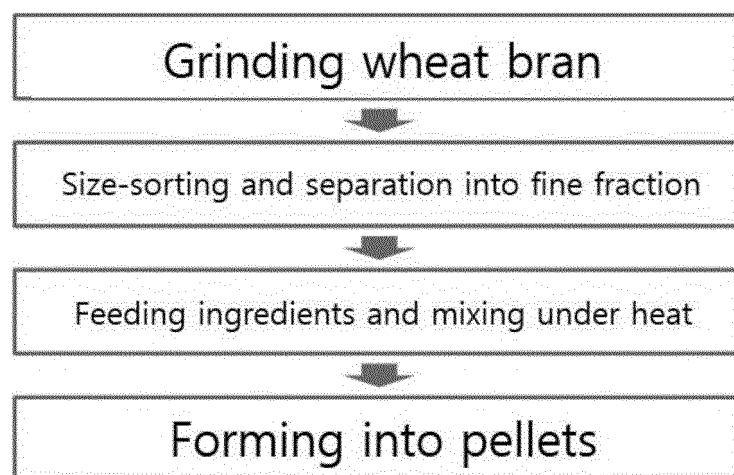 Grinding wheat bran
Size-sorting and separation into fine fraction
Feeding ingredients and mixing under heat
Forming into pellets